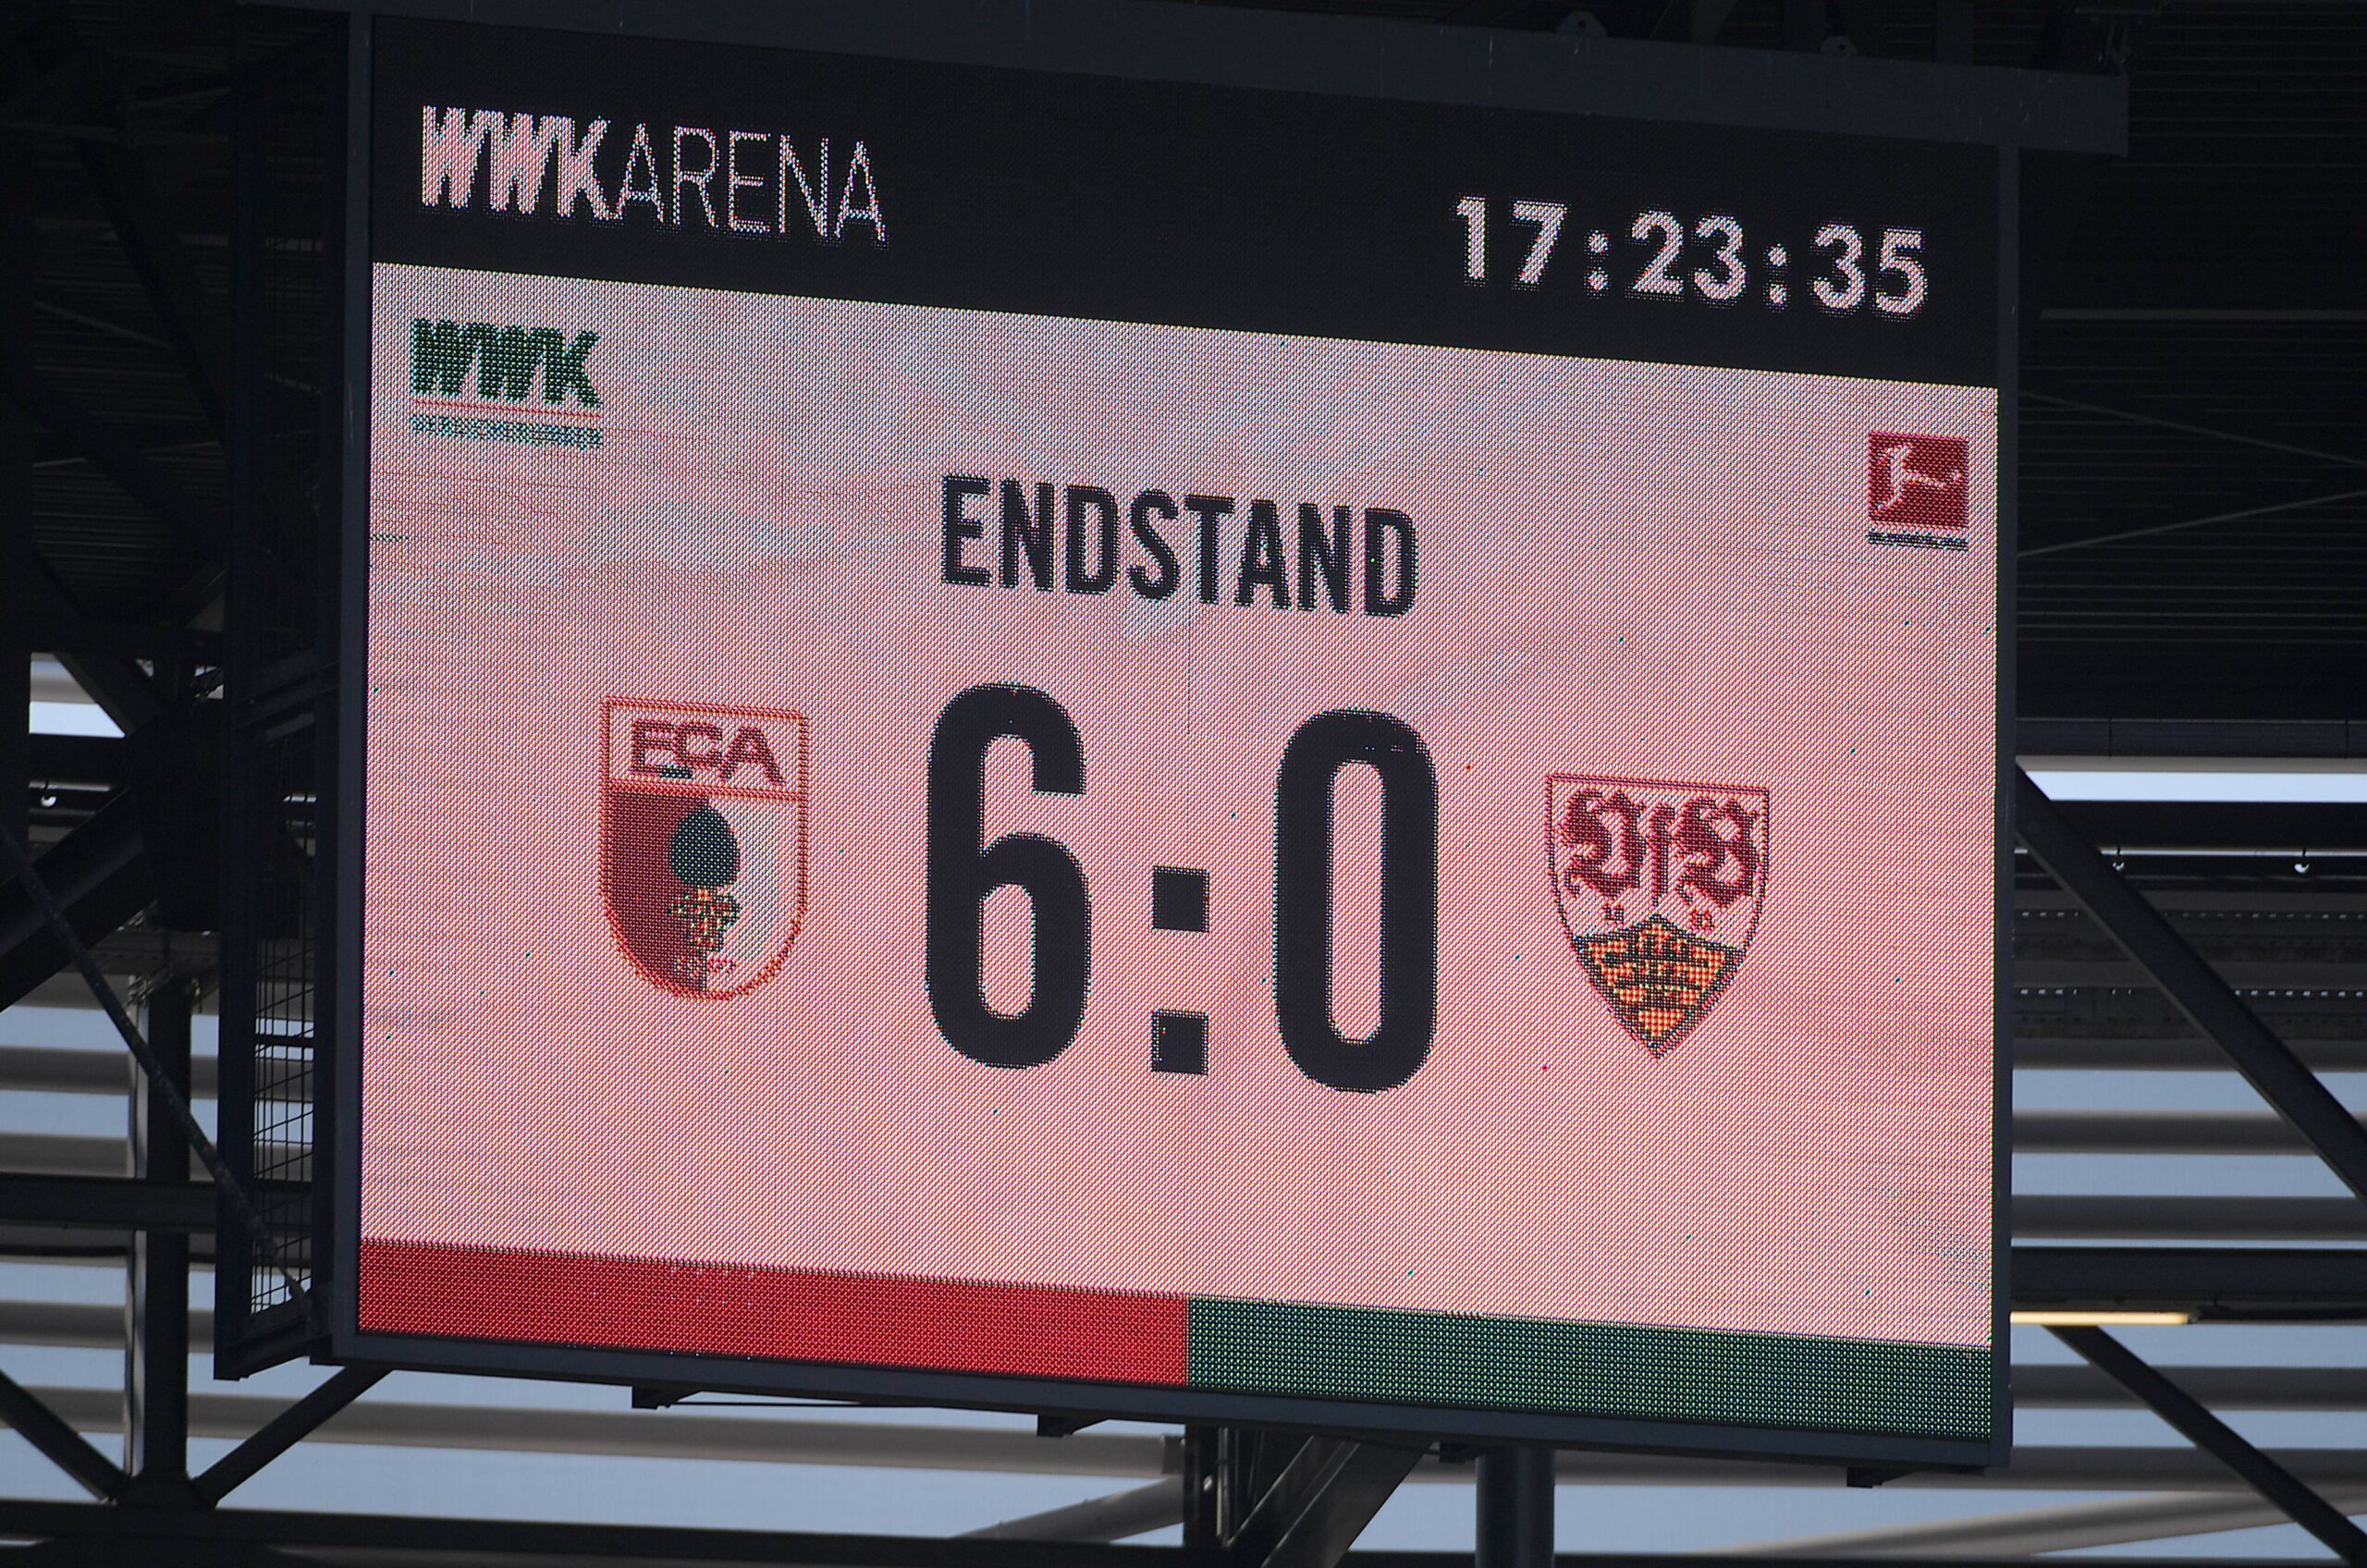 WWKARENA
17:23:35
WWK
ENDSTAND
FCA
6:0
VfB